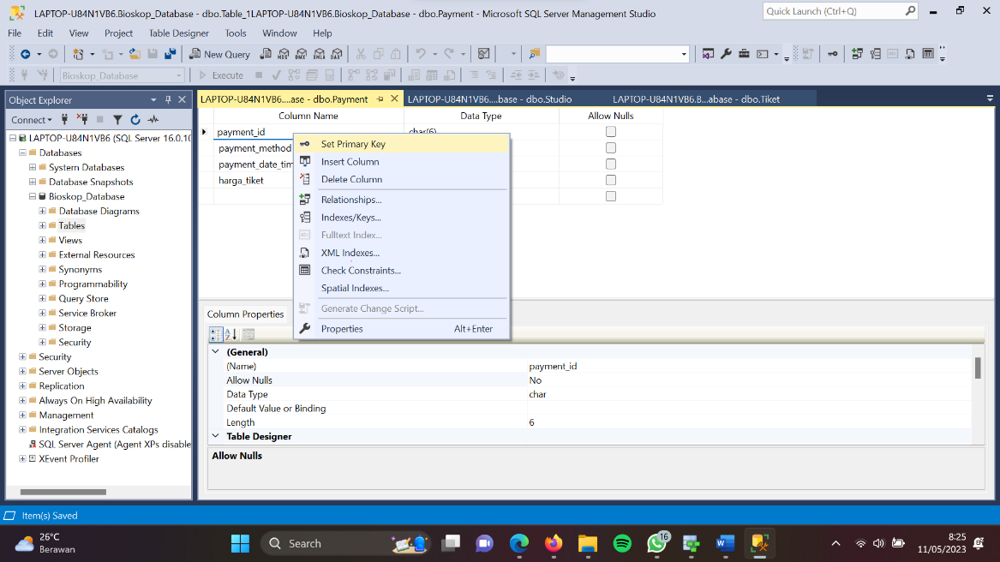 LAPTOP-U84N1VB6.Bioskop_Database - dbo.Table_1LAPTOP-U84N1VB6.Bioskop_Database - dbo.Payment - Microsoft SQL Server Management Studio
Quick Launch (Ctrl+Q)
File Edit View Project Table Designer Tools Window Help
New Query
MDX DMX XMLA DAX
Bioskop_Database
Execute
Object Explorer
Connect
LAPTOP-U84N1VB6 (SQL Server 16.0.10
Databases
System Databases
Database Snapshots
Bioskop_Database
Database Diagrams
Tables
Views
External Resources
Synonyms
Programmability
Query Store
Service Broker
Storage
Security
Security
Server Objects
Replication
Always On High Availability
Management
Integration Services Catalogs
SQL Server Agent (Agent XPs disable
XEvent Profiler
LAPTOP-U84N1VB6....ase - dbo.Payment
LAPTOP-U84N1VB6....base - dbo.Studio
LAPTOP-U84N1VB6.B...abase - dbo.Tiket
Column Name Data Type Allow Nulls
payment_id char(6)
payment_method
payment_date_tim
harga_tiket
Set Primary Key
Insert Column
Delete Column
Relationships...
Indexes/Keys...
Fulltext Index...
XML Indexes...
Check Constraints...
Spatial Indexes...
Generate Change Script...
Properties Alt+Enter
Column Properties
(General)
(Name) payment_id
Allow Nulls No
Data Type char
Default Value or Binding
Length 6
Table Designer
Allow Nulls
Item(s) Saved
26°C
Berawan
Search
16
8:25
11/05/2023